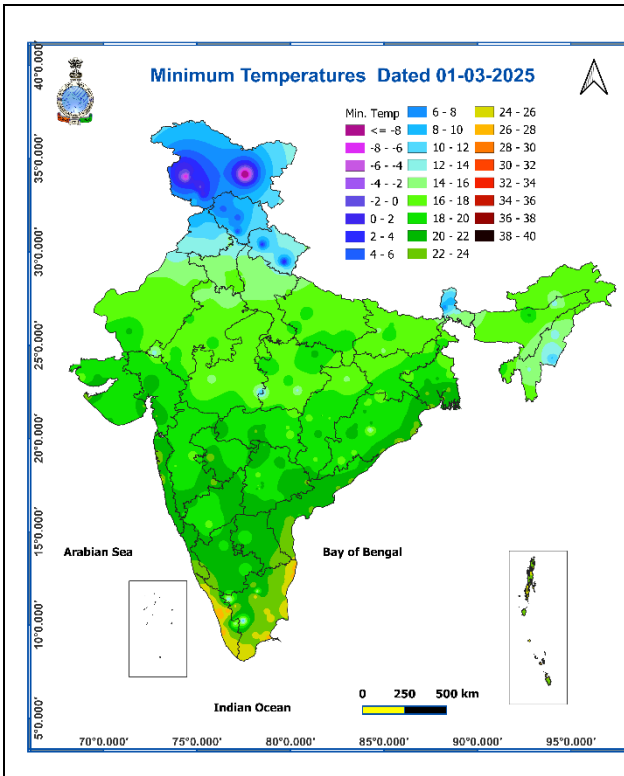 Minimum Temperatures Dated 01-03-2025
Min. Temp
<= -8
-8 - -6
-6 - -4
-4 - -2
-2 - 0
0 - 2
2 - 4
4 - 6
6 - 8
8 - 10
10 - 12
12 - 14
14 - 16
16 - 18
18 - 20
20 - 22
22 - 24
24 - 26
26 - 28
28 - 30
30 - 32
32 - 34
34 - 36
36 - 38
38 - 40
40°0.000'
35°0.000'
30°0.000'
25°0.000'
20°0.000'
15°0.000'
10°0.000'
5°0.000'
Arabian Sea
Bay of Bengal
Indian Ocean
0 250 500 km
70°0.000' 75°0.000' 80°0.000' 85°0.000' 90°0.000' 95°0.000'